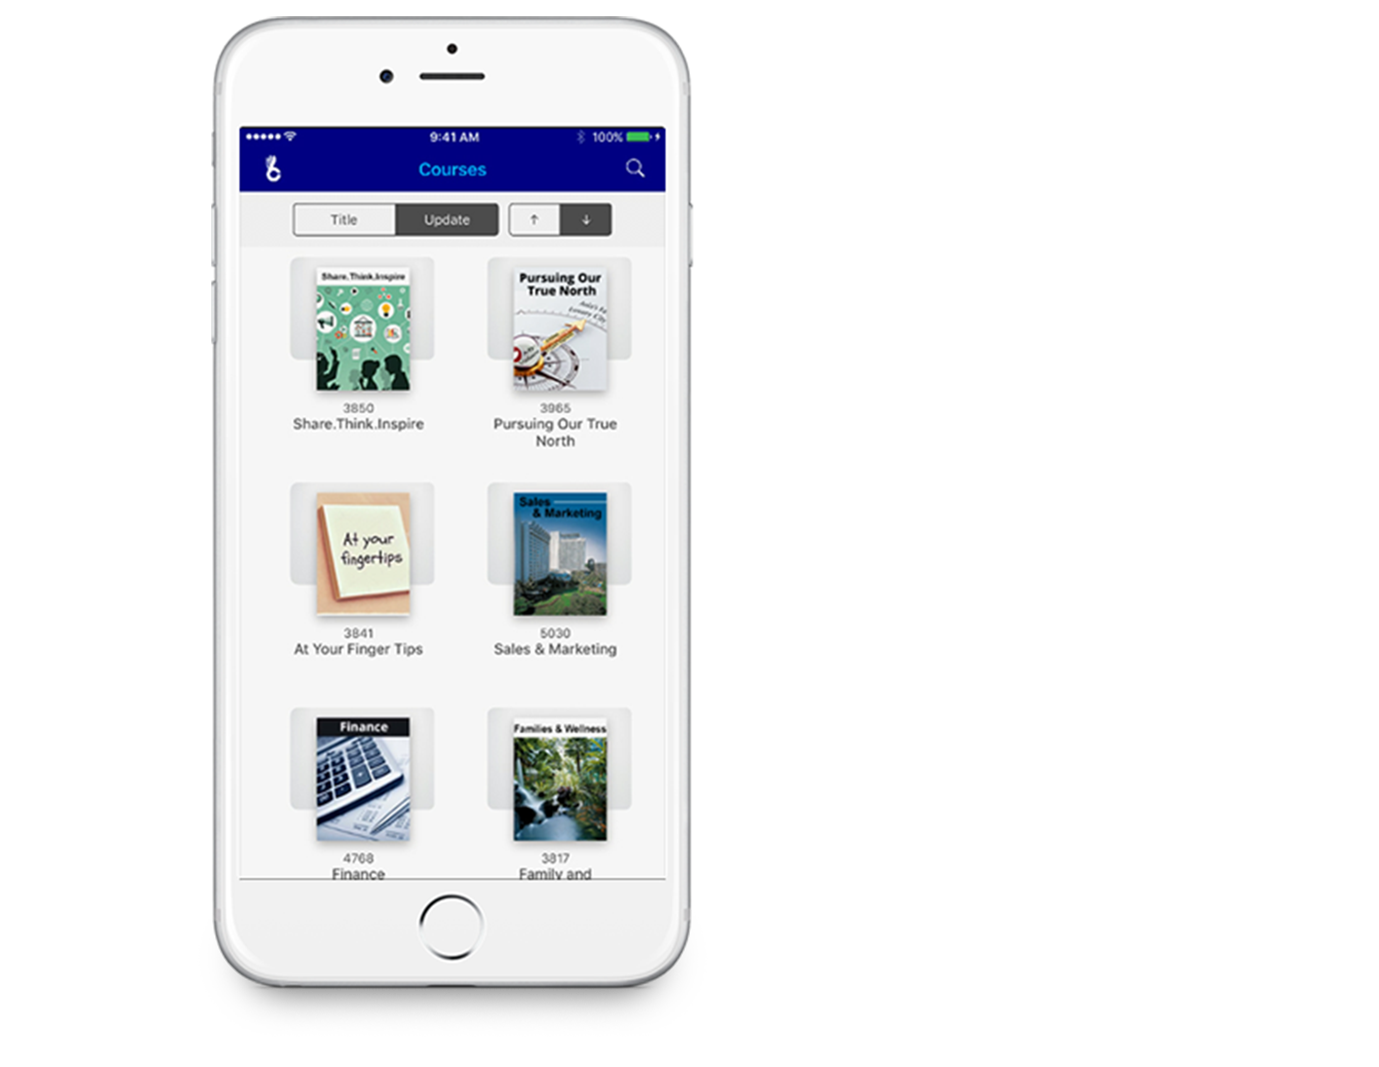 9:41 AM
100%
Courses
Title
Update
↑
↓
Share.Think.Inspire
3850
Share.Think.Inspire
Pursuing Our
True North
3965
Pursuing Our True
North
At your
fingertips
3841
At Your Finger Tips
Sales
& Marketing
5030
Sales & Marketing
Finance
4768
Finance
Families & Wellness
3817
Family and